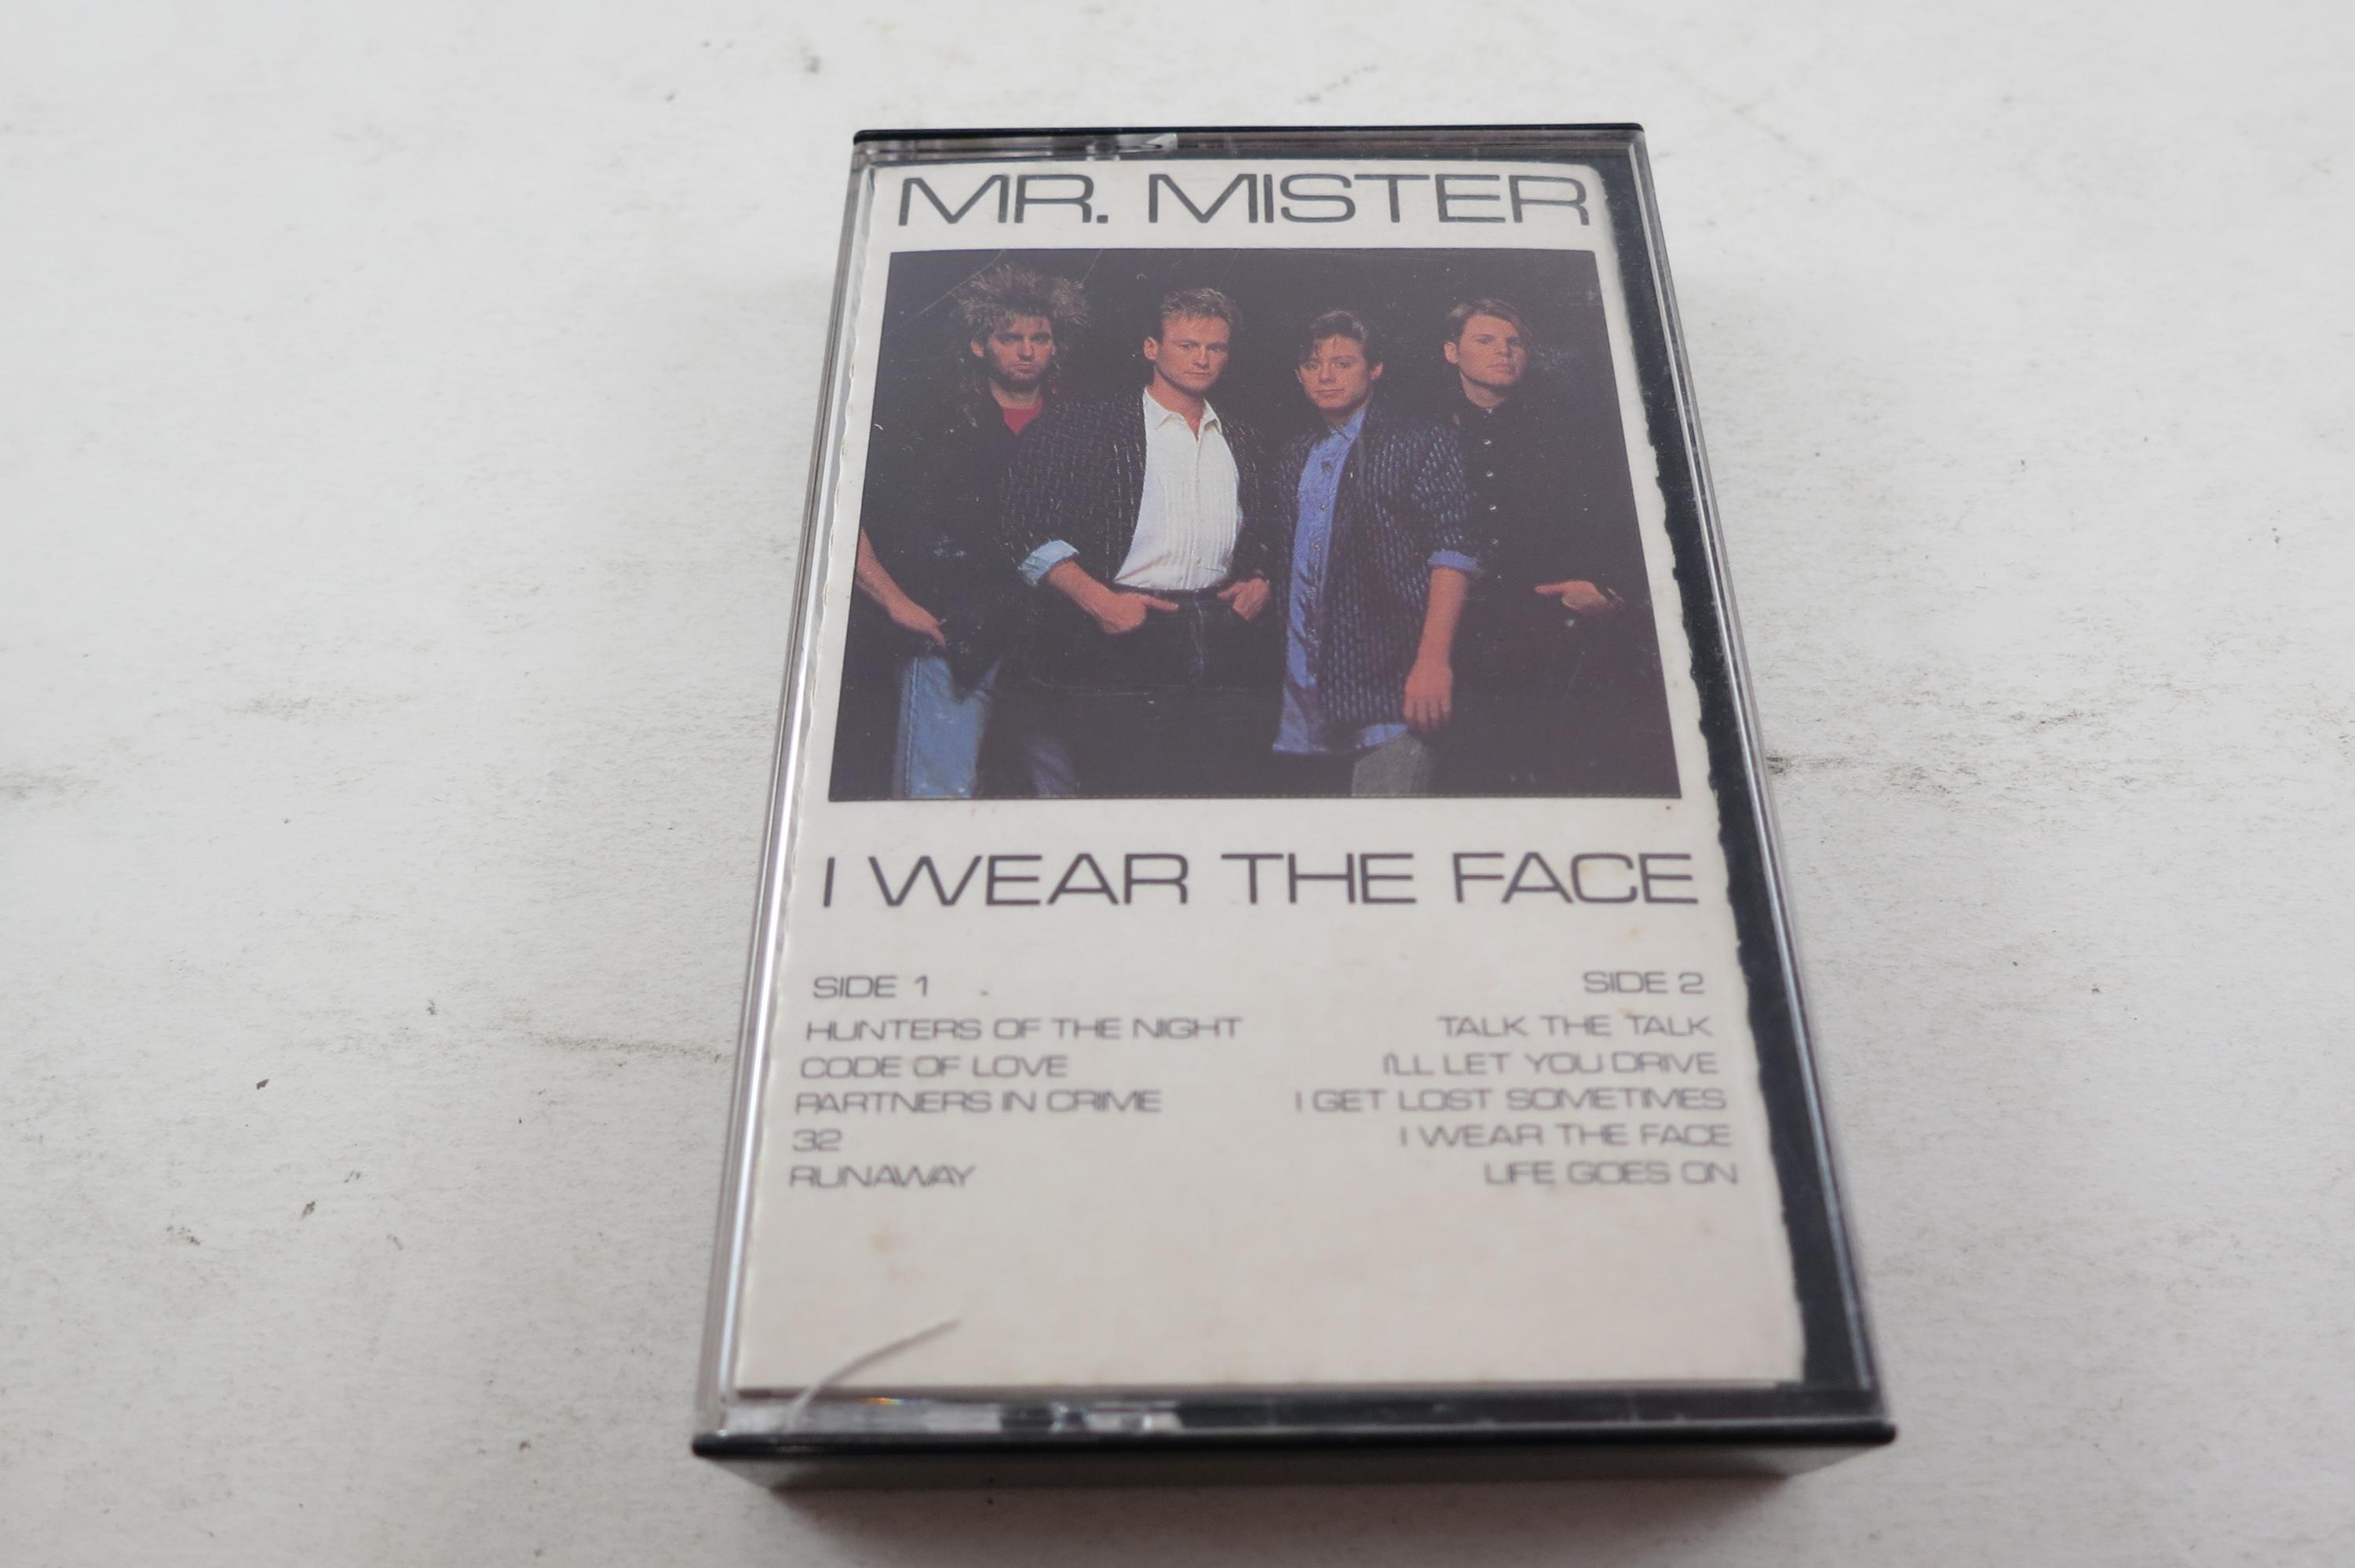 MR. MISTER
I WEAR THE FACE
SIDE 1
HUNTERS OF THE NIGHT
CODE OF LOVE
PARTNERS IN CRIME
32
RUNAWAY
SIDE 2
TALK THE TALK
I'LL LET YOU DRIVE
I GET LOST SOMETIMES
I WEAR THE FACE
LIFE GOES ON